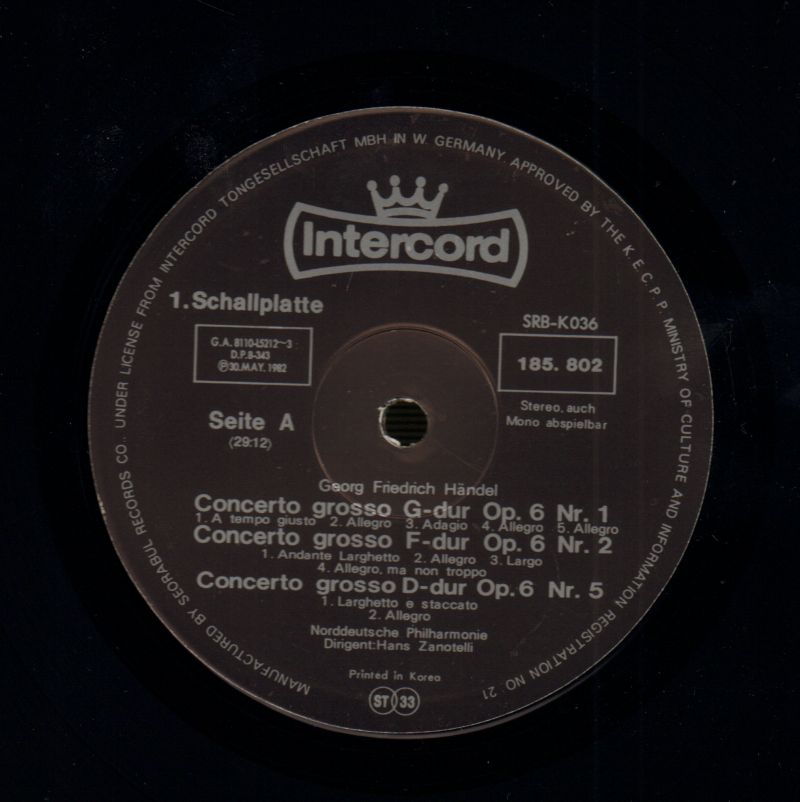 MANUFACTURED BY SEORABUL RECORDS CO., UNDER LICENSE FROM INTERCORD TONGESELLSCHAFT MBH IN W. GERMANY APPROVED BY THE K.E.C.P.P. MINISTRY OF CULTURE AND INFORMATION REGISTRATION NO. 21
Intercord
1.Schallplatte
SRB-K036
G.A. 8110-L5212~3
D.P.8-343
℗30.MAY. 1982
185. 802
Seite A
(29:12)
Stereo, auch
Mono abspielbar
Georg Friedrich Händel
Concerto grosso G-dur Op. 6 Nr. 1
1. A tempo giusto 2. Allegro 3. Adagio 4. Allegro 5. Allegro
Concerto grosso F-dur Op. 6 Nr. 2
1. Andante Larghetto 2. Allegro 3. Largo
4. Allegro, ma non troppo
Concerto grosso D-dur Op. 6 Nr. 5
1. Larghetto e staccato
2. Allegro
Norddeutsche Philharmonie
Dirigent:Hans Zanotelli
Printed in Korea
ST 33